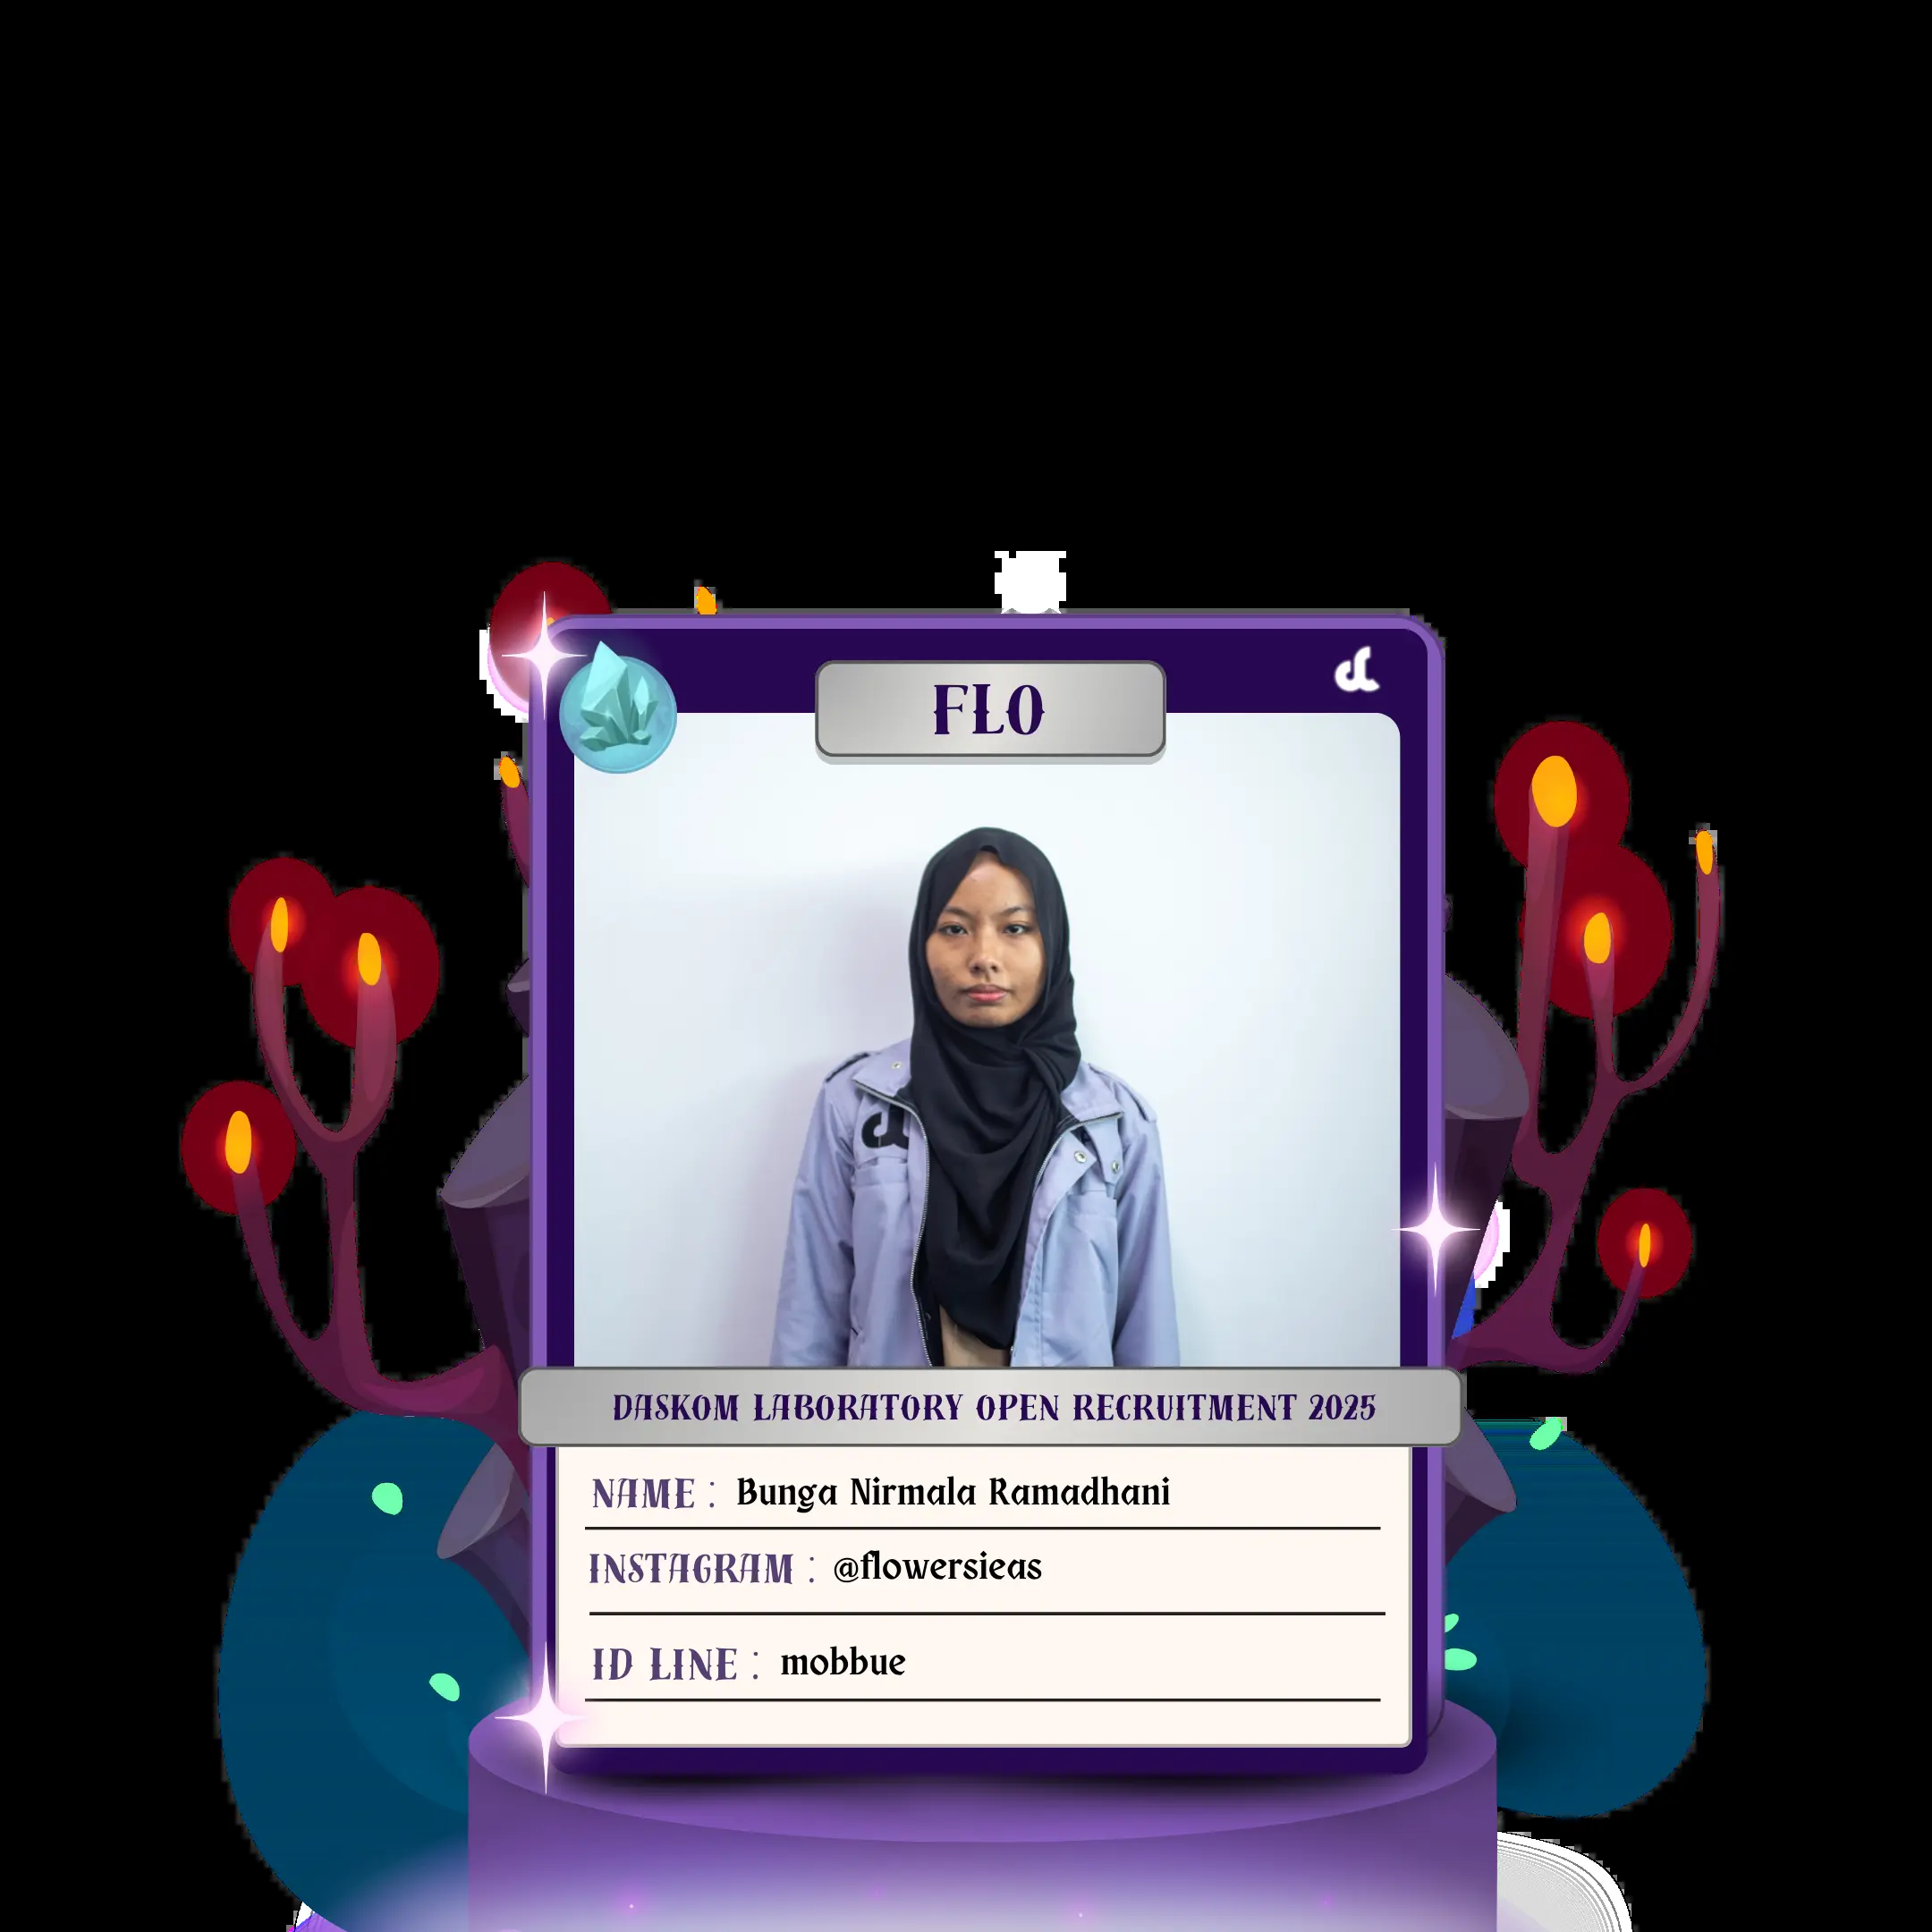 FLO
DASKOM LABORATORY OPEN RECRUITMENT 2025
NAME : Bunga Nirmala Ramadhani
INSTAGRAM : @flowersieas
ID LINE : mobbue